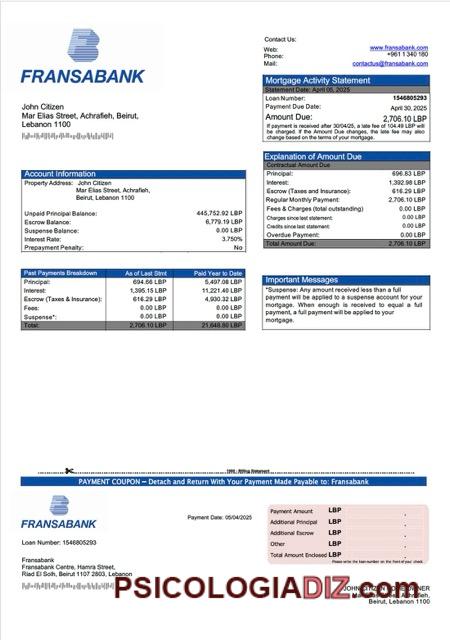 FRANSABANK
Contact Us:
Web: www.fransabank.com
Phone: +961 1 340 180
Mail: contactus@fransabank.com
John Citizen
Mar Elias Street, Achrafieh, Beirut,
Lebanon 1100
Mortgage Activity Statement
Statement Date: April 05, 2025
Loan Number: 1546805293
Payment Due Date: April 30, 2025
Amount Due: 2,706.10 LBP
If payment is received after 30/04/25, a late fee of 104.49 LBP will
be charged. If the Amount Due changes, the late fee may also
change based on the terms of your mortgage.
Explanation of Amount Due
Contractual Amount Due
Principal: 696.83 LBP
Interest: 1,392.98 LBP
Escrow (Taxes and Insurance): 616.29 LBP
Regular Monthly Payment: 2,706.10 LBP
Fees & Charges (total outstanding) 0.00 LBP
Charges since last statement: 0.00 LBP
Credits since last statement: 0.00 LBP
Overdue Payment: 0.00 LBP
Total Amount Due: 2,706.10 LBP
Account Information
Property Address: John Citizen
Mar Elias Street, Achrafieh,
Beirut, Lebanon 1100
Unpaid Principal Balance: 445,752.92 LBP
Escrow Balance: 6,779.19 LBP
Suspense Balance: 0.00 LBP
Interest Rate: 3.750%
Prepayment Penalty: No
Past Payments Breakdown As of Last Stmt Paid Year to Date
Principal: 694.66 LBP 5,497.08 LBP
Interest: 1,395.15 LBP 11,221.40 LBP
Escrow (Taxes & Insurance): 616.29 LBP 4,930.32 LBP
Fees: 0.00 LBP 0.00 LBP
Suspense*: 0.00 LBP 0.00 LBP
Total: 2,706.10 LBP 21,648.80 LBP
Important Messages
*Suspense: Any amount received less than a full
payment will be applied to a suspense account for your
mortgage. When enough is received to equal a full
payment, a full payment will be applied to your
mortgage.
Billing Statement
PAYMENT COUPON – Detach and Return With Your Payment Made Payable to: Fransabank
FRANSABANK
Payment Date: 05/04/2025
Loan Number: 1546805293
Payment Amount LBP .
Additional Principal LBP .
Additional Escrow LBP .
Other LBP .
Total Amount Enclosed LBP .
Please write the loan number on the front of your check.
Fransabank
Fransabank Centre, Hamra Street,
Riad El Solh, Beirut 1107 2803, Lebanon
PSICOLOGIADIZ.com
Beirut, Lebanon 1100